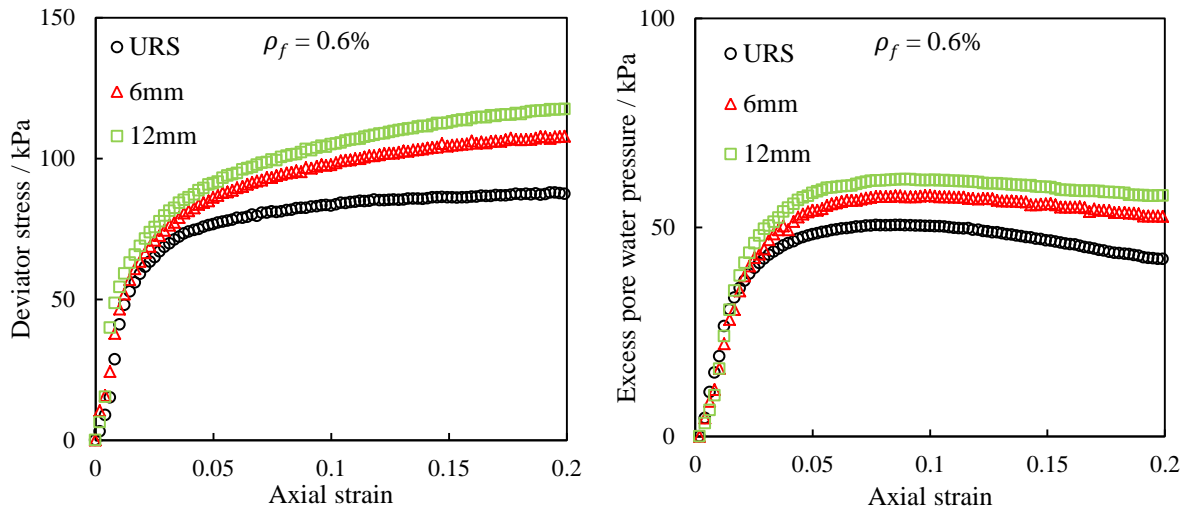 150
100
50
0
Deviator stress / kPa
URS
6mm
12mm
ρf = 0.6%
0
0.05
0.1
0.15
0.2
Axial strain
100
50
0
Excess pore water pressure / kPa
URS
6mm
12mm
ρf = 0.6%
0
0.05
0.1
0.15
0.2
Axial strain